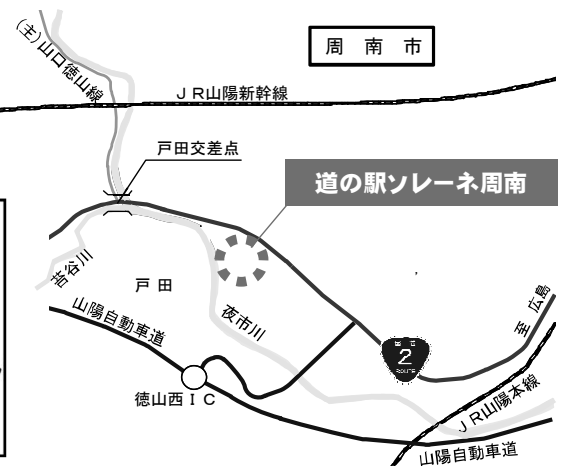 周南市
(主)山口徳山線
JR山陽新幹線
戸田交差点
道の駅ソレーネ周南
苔谷川
戸田
夜市川
山陽自動車道
至 広島
2
ROUTE
徳山西IC
JR山陽本線
山陽自動車道